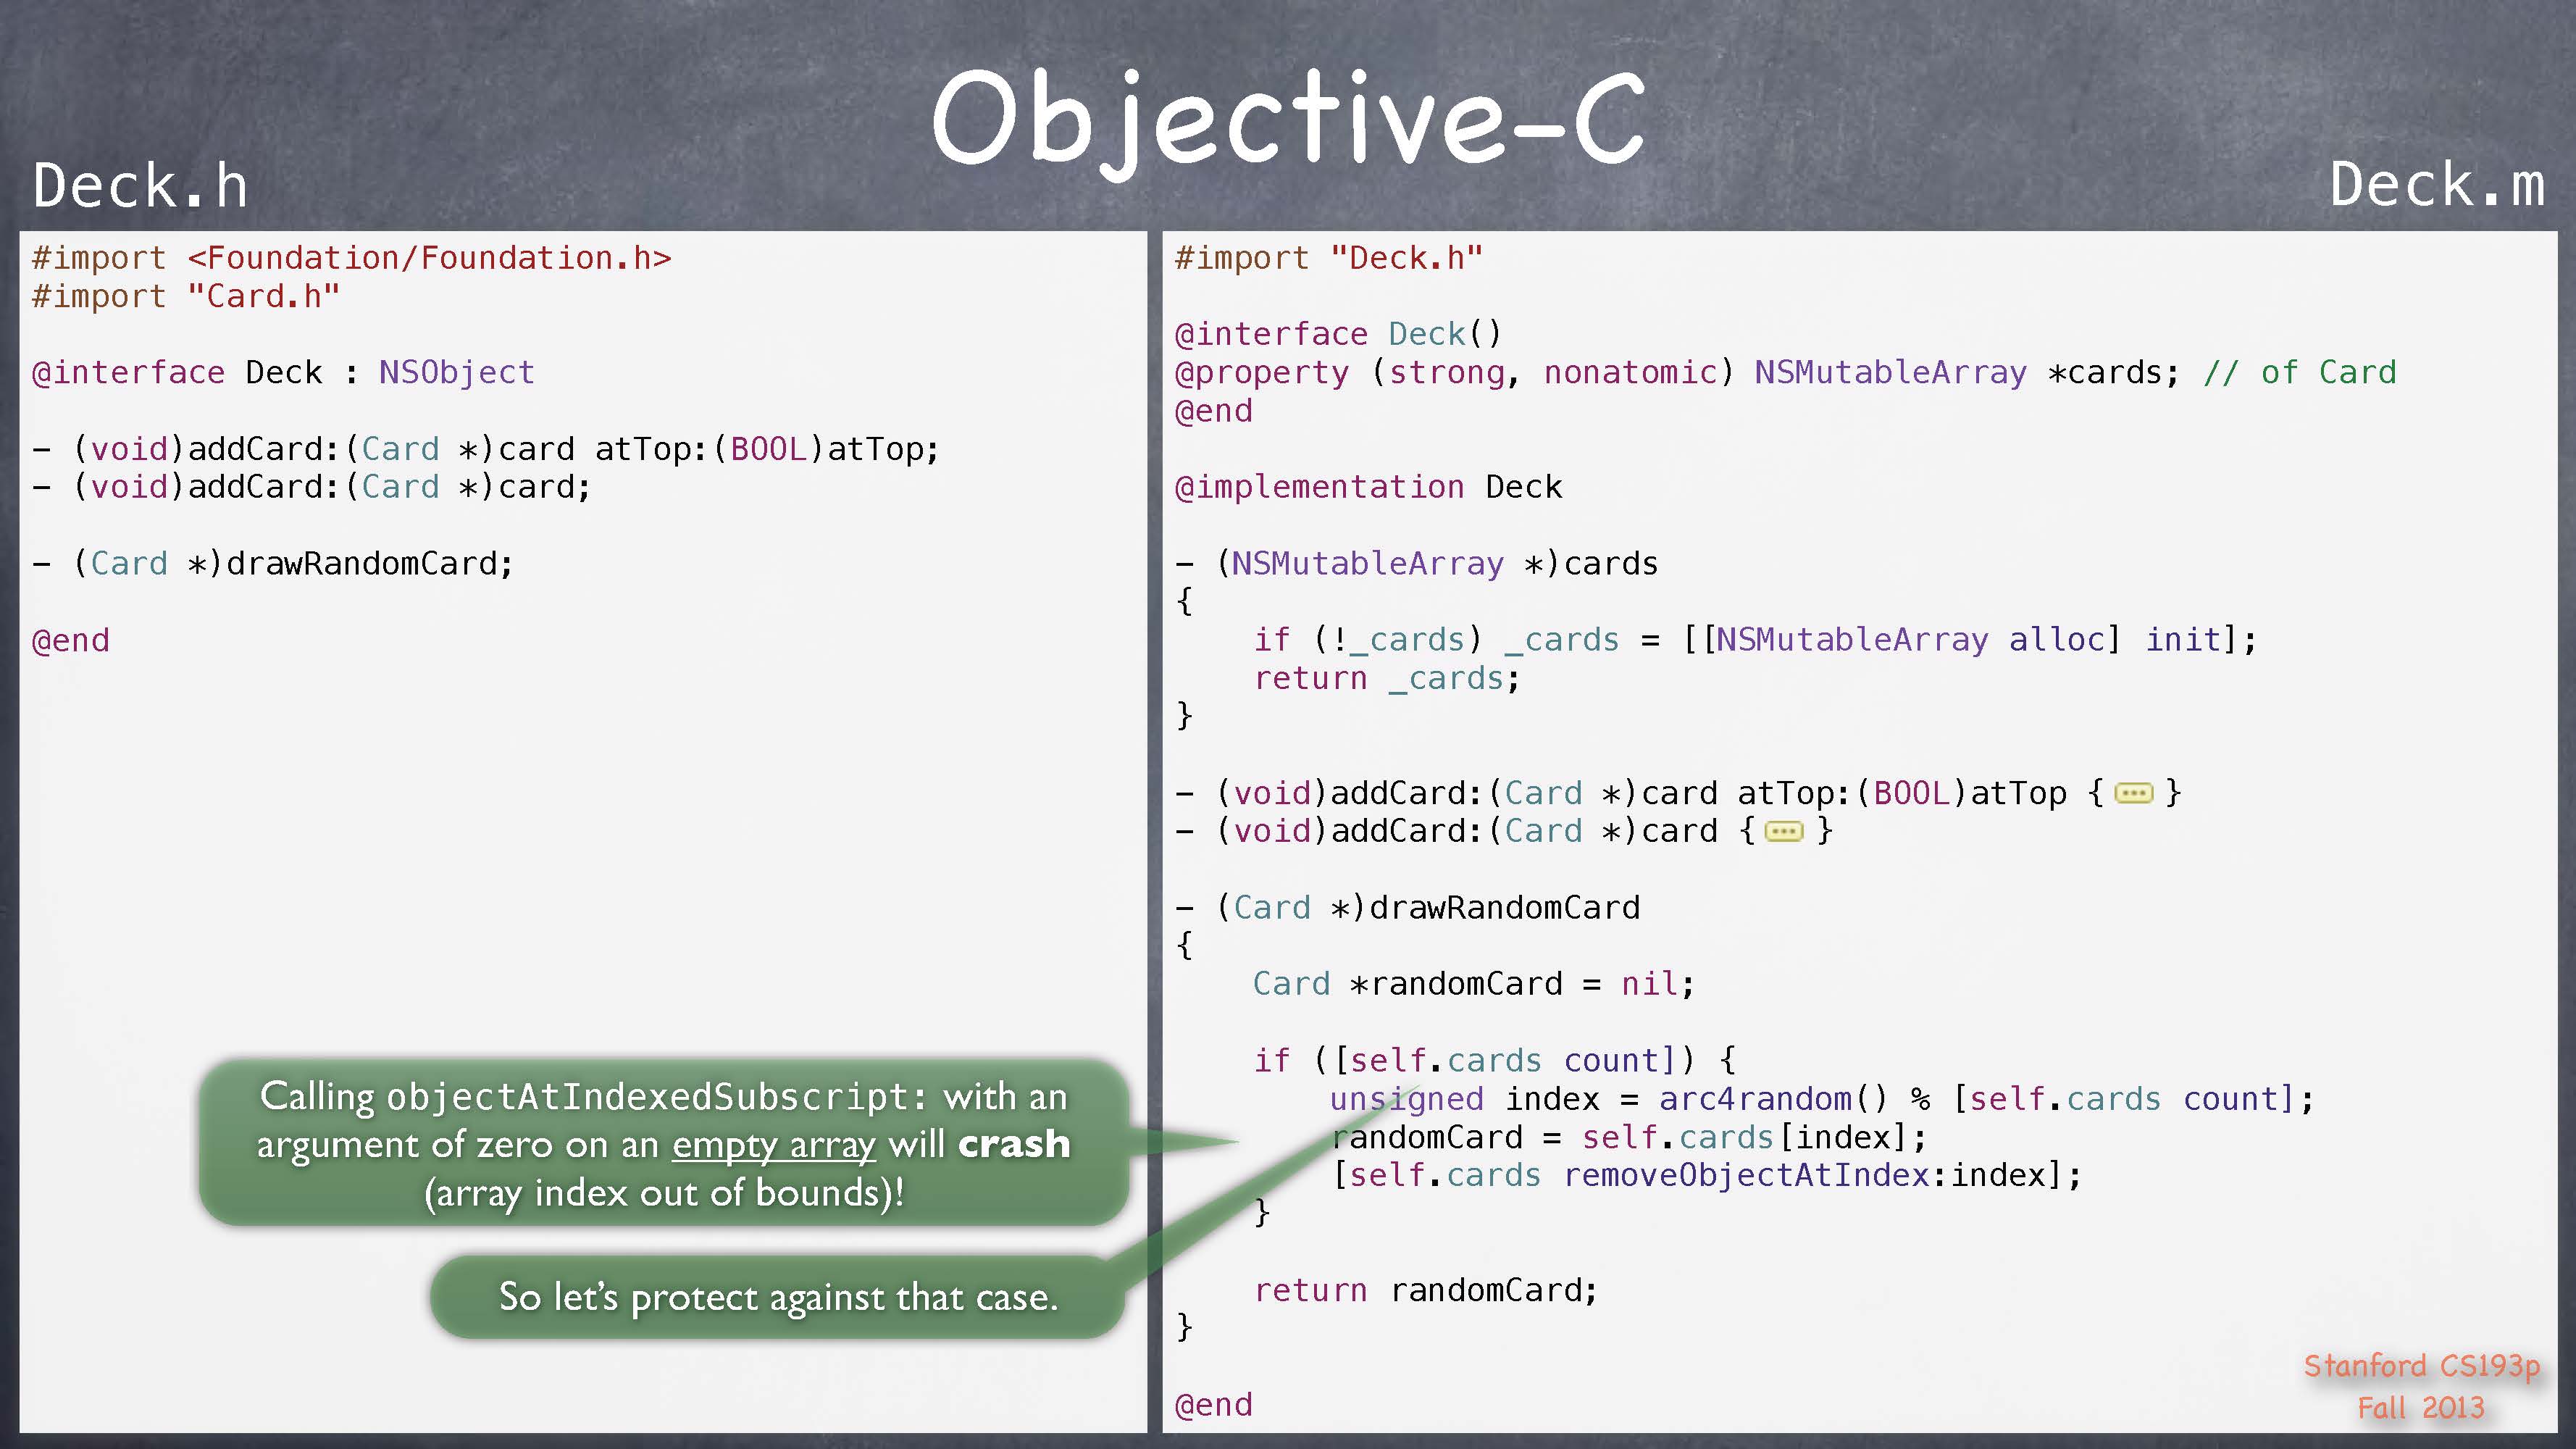 Objective-C
Deck.h
Deck.m
#import <Foundation/Foundation.h>
#import "Card.h"
@interface Deck : NSObject
- (void)addCard:(Card *)card atTop:(BOOL)atTop;
- (void)addCard:(Card *)card;
- (Card *)drawRandomCard;
@end
Calling objectAtIndexedSubscript: with an
argument of zero on an empty array will crash
(array index out of bounds)!
So let's protect against that case.
#import "Deck.h"
@interface Deck()
@property (strong, nonatomic) NSMutableArray *cards; // of Card
@end
@implementation Deck
- (NSMutableArray *)cards
{
    if (!_cards) _cards = [[NSMutableArray alloc] init];
    return _cards;
}
- (void)addCard:(Card *)card atTop:(BOOL)atTop { ... }
- (void)addCard:(Card *)card { ... }
- (Card *)drawRandomCard
{
    Card *randomCard = nil;
    if ([self.cards count]) {
        unsigned index = arc4random() % [self.cards count];
        randomCard = self.cards[index];
        [self.cards removeObjectAtIndex:index];
    }
    return randomCard;
}
@end
Stanford CS193p
Fall 2013